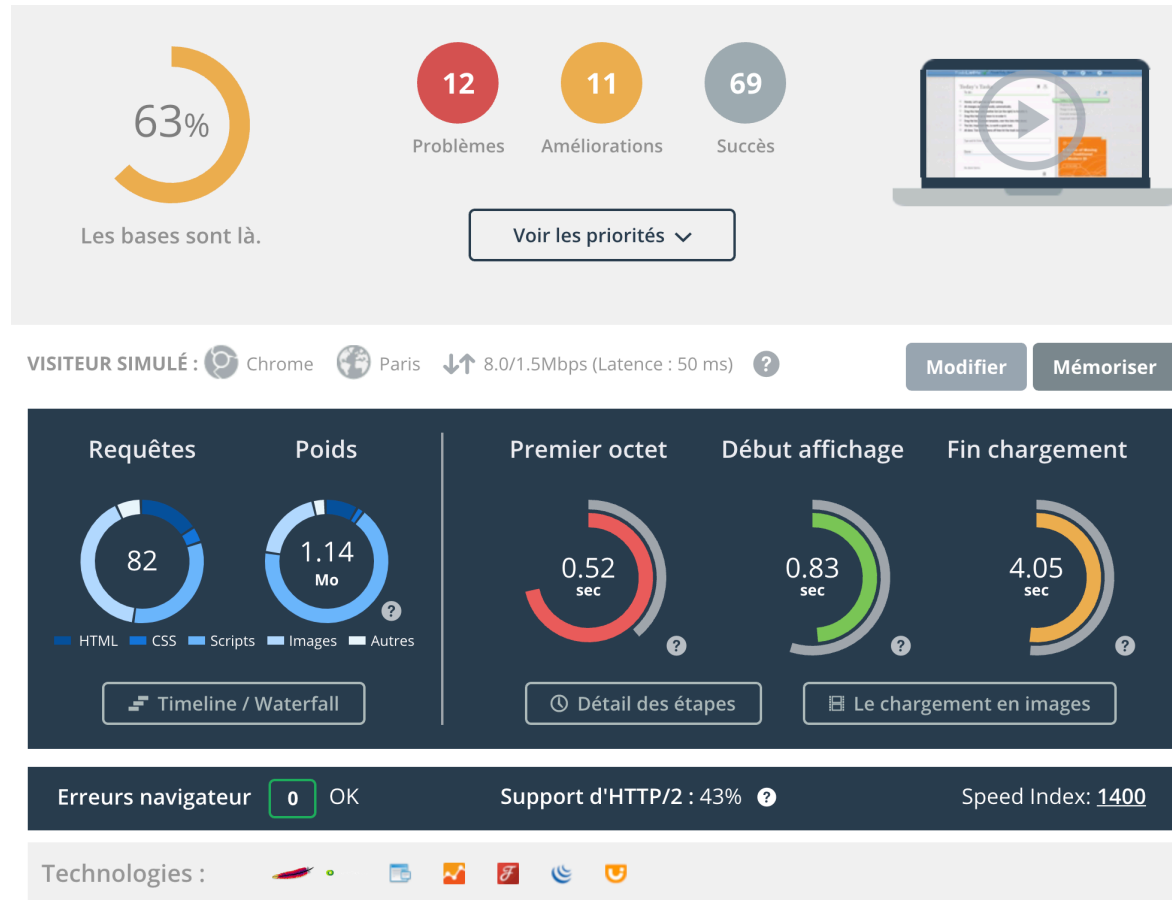 63%
Les bases sont là.
12
Problèmes
11
Améliorations
69
Succès
Voir les priorités
VISITEUR SIMULÉ :
Chrome
Paris
8.0/1.5Mbps (Latence : 50 ms)
?
Modifier
Mémoriser
Requêtes
82
Poids
1.14
Mo
?
HTML CSS Scripts Images Autres
Timeline / Waterfall
Premier octet
0.52
sec
?
Début affichage
0.83
sec
?
Fin chargement
4.05
sec
?
Détail des étapes
Le chargement en images
Erreurs navigateur 0 OK
Support d'HTTP/2 : 43% ?
Speed Index: 1400
Technologies :